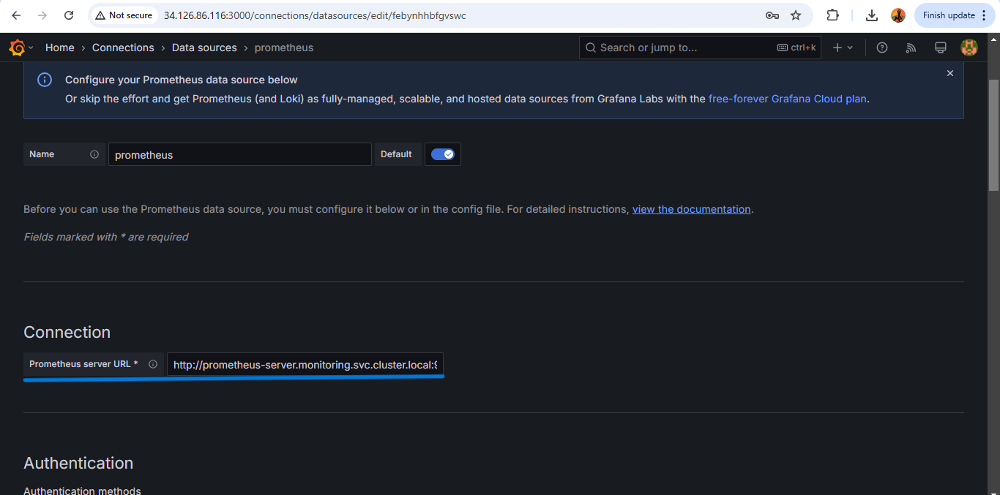 Not secure 34.126.86.116:3000/connections/datasources/edit/febynhhbfgvswc Finish update
Home › Connections › Data sources › prometheus Search or jump to... ctrl+k
Configure your Prometheus data source below
Or skip the effort and get Prometheus (and Loki) as fully-managed, scalable, and hosted data sources from Grafana Labs with the free-forever Grafana Cloud plan.
Name prometheus Default
Before you can use the Prometheus data source, you must configure it below or in the config file. For detailed instructions, view the documentation.
Fields marked with * are required
Connection
Prometheus server URL * http://prometheus-server.monitoring.svc.cluster.local:9
Authentication
Authentication methods